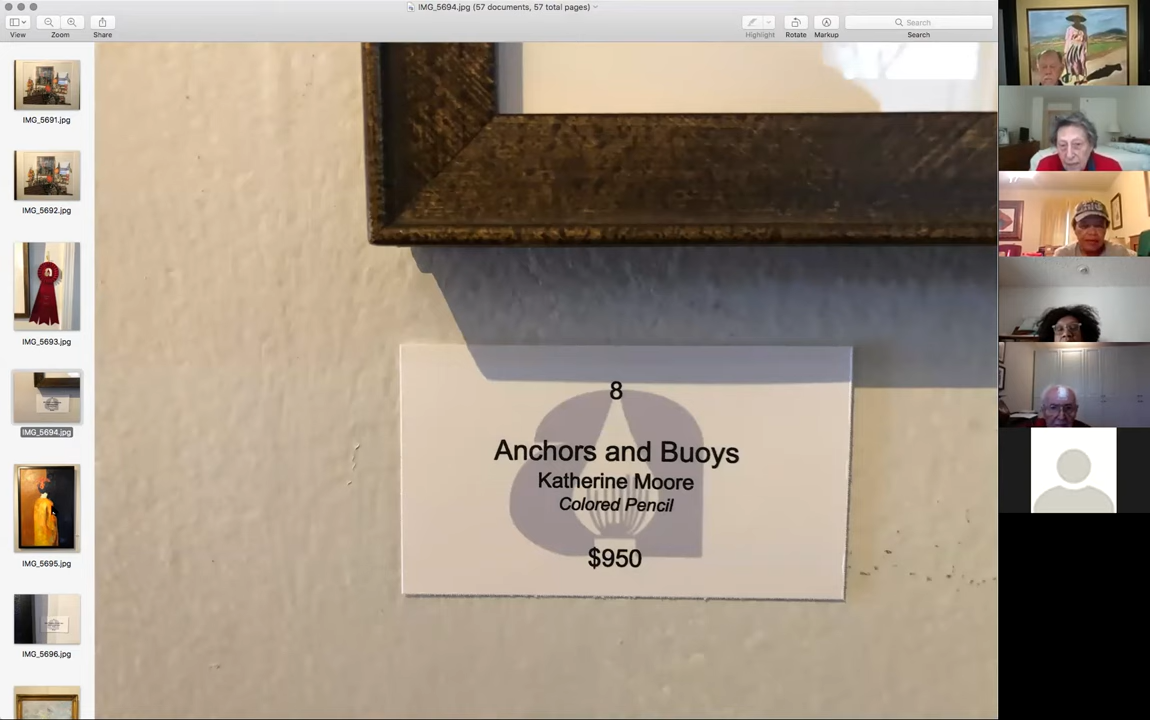 IMG_5694.jpg (57 documents, 57 total pages)
View
Zoom
Share
Highlight
Rotate
Markup
Search
Search
IMG_5691.jpg
IMG_5692.jpg
IMG_5693.jpg
IMG_5694.jpg
IMG_5695.jpg
IMG_5696.jpg
8
Anchors and Buoys
Katherine Moore
Colored Pencil
$950